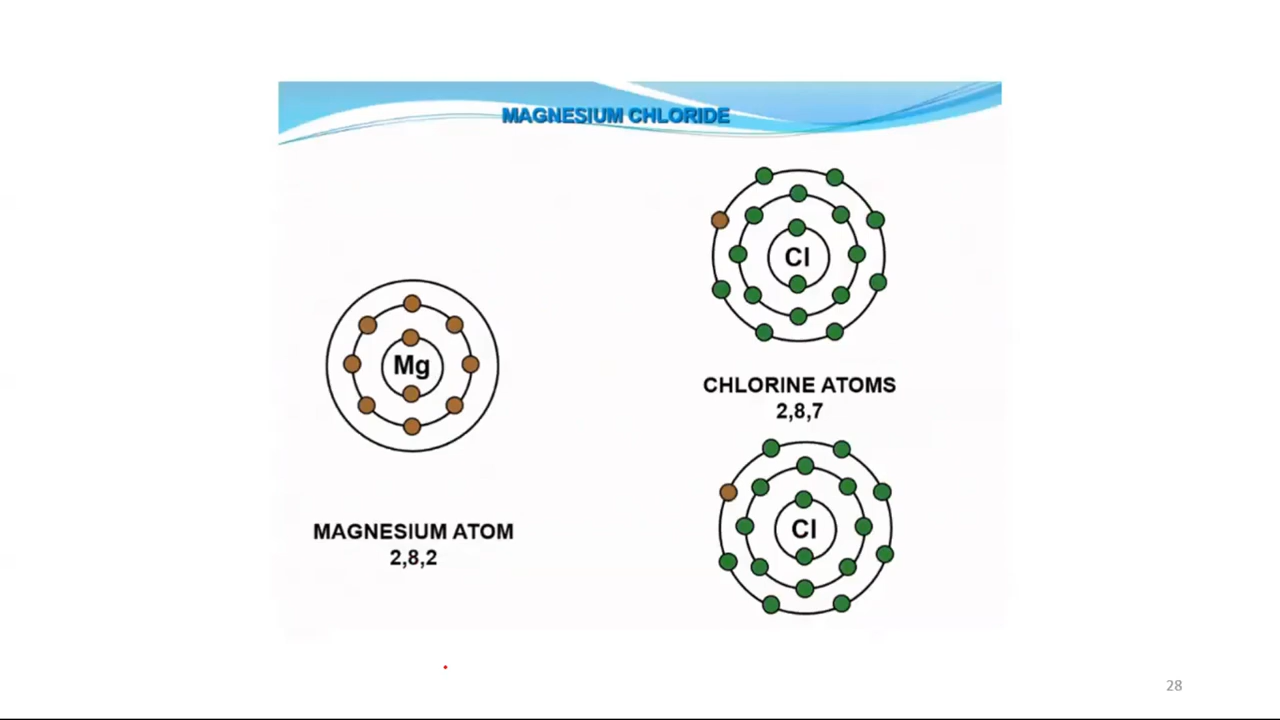 MAGNESIUM CHLORIDE
Cl
Mg
CHLORINE ATOMS
2,8,7
Cl
MAGNESIUM ATOM
2,8,2
28